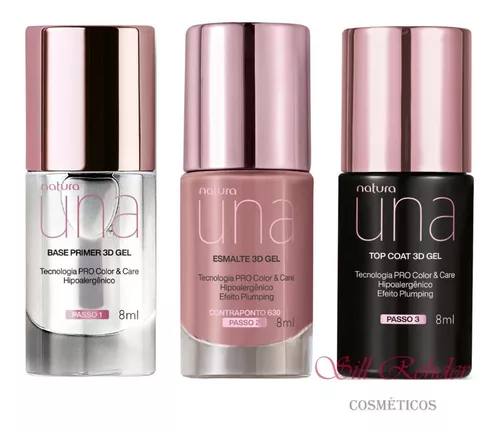 natura
una
BASE PRIMER 3D GEL
Tecnologia PRO Color & Care
Hipoalergênico
PASSO 1
8ml
natura
una
ESMALTE 3D GEL
Tecnologia PRO Color & Care
Hipoalergênico
Efeito Plumping
CONTRAPONTO 630
PASSO 2
8ml
natura
una
TOP COAT 3D GEL
Tecnologia PRO Color & Care
Hipoalergênico
Efeito Plumping
PASSO 3
8ml
Sill
COSMÉTICOS